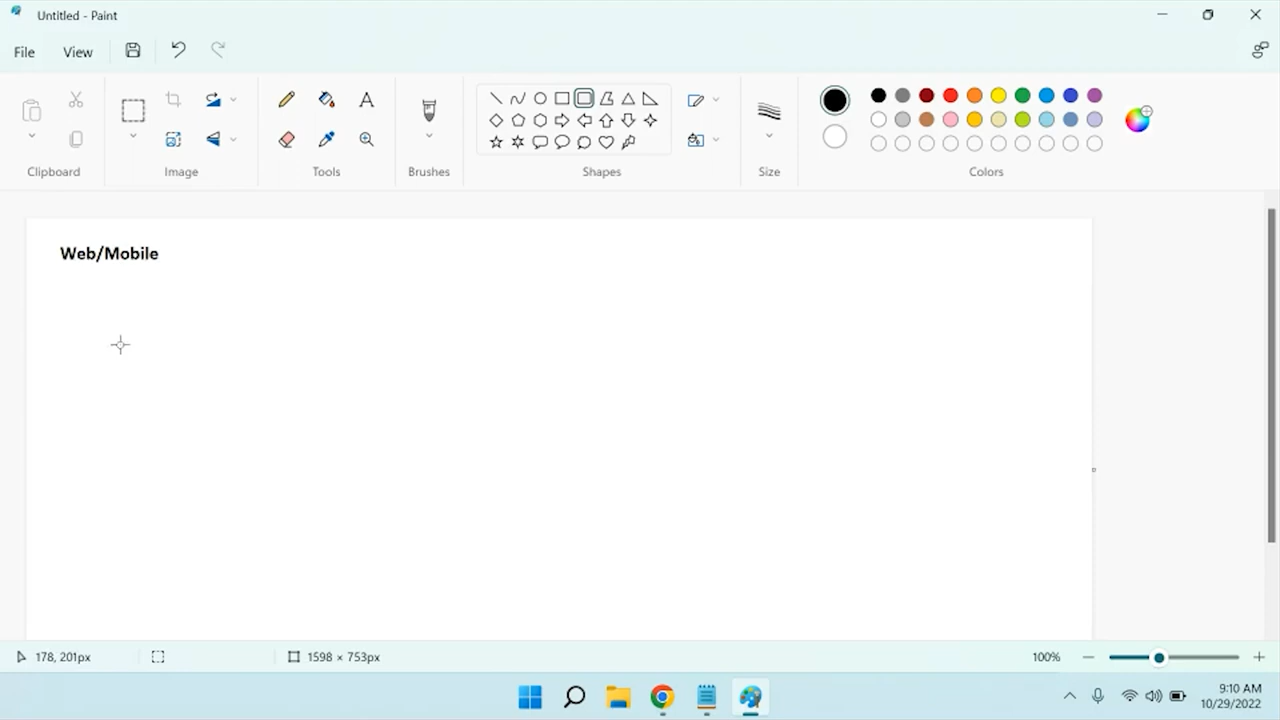 Untitled - Paint
File View
Clipboard
Image
Tools
Brushes
Shapes
Size
Colors
Web/Mobile
178, 201px
1598 × 753px
100%
9:10 AM
10/29/2022